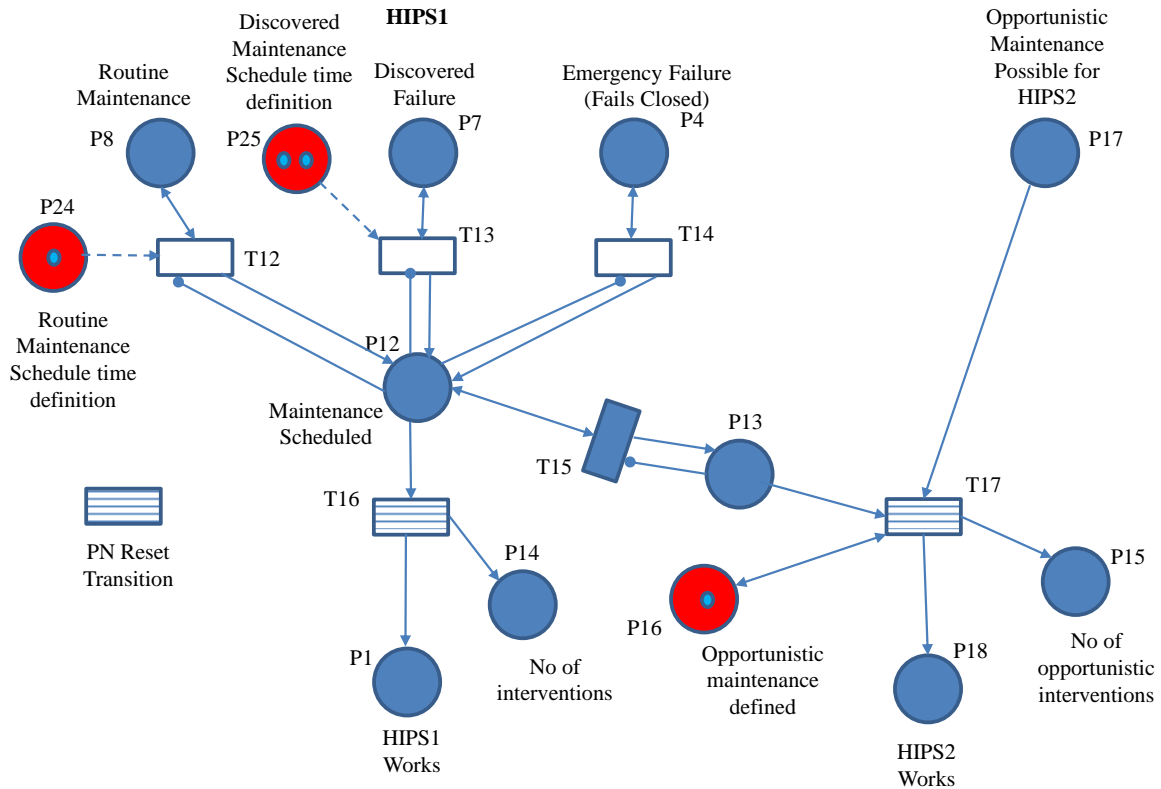 HIPS1
Discovered
Maintenance
Schedule time
definition
Opportunistic
Maintenance
Possible for
HIPS2
Routine
Maintenance
Discovered
Failure
Emergency Failure
(Fails Closed)
P8
P25
P7
P4
P17
P24
T12
T13
T14
Routine
Maintenance
Schedule time
definition
P12
Maintenance
Scheduled
T15
P13
T16
T17
PN Reset
Transition
P14
P15
P16
P1
No of
interventions
Opportunistic
maintenance
defined
P18
No of
opportunistic
interventions
HIPS1
Works
HIPS2
Works